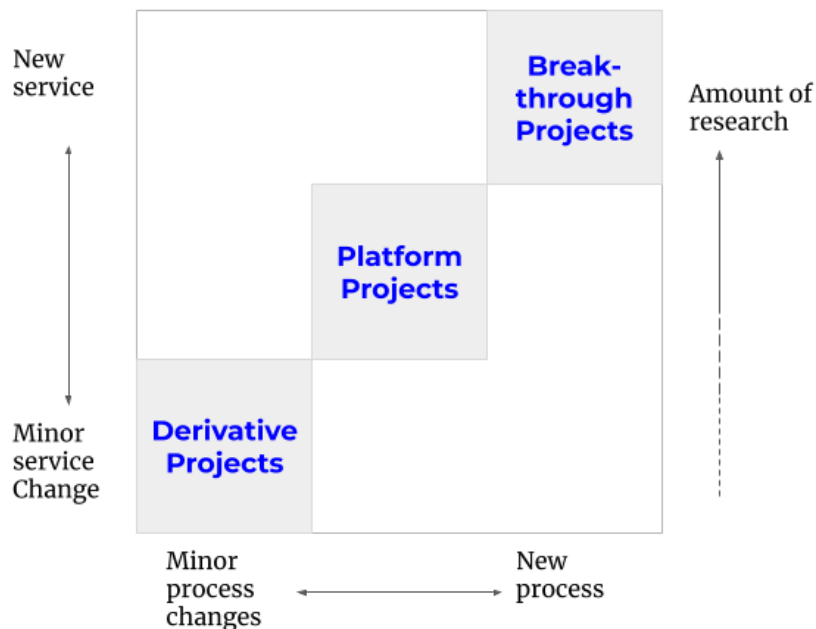 New
service
Break-
through
Projects
Amount of
research
Platform
Projects
Minor
service
Change
Derivative
Projects
Minor
process
changes
New
process